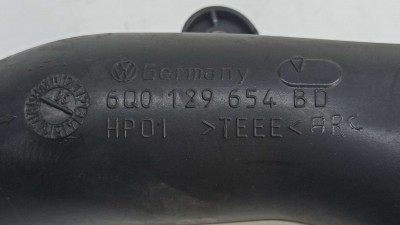 Germany
6Q0 129 654 BD
HP01 >TEEE<